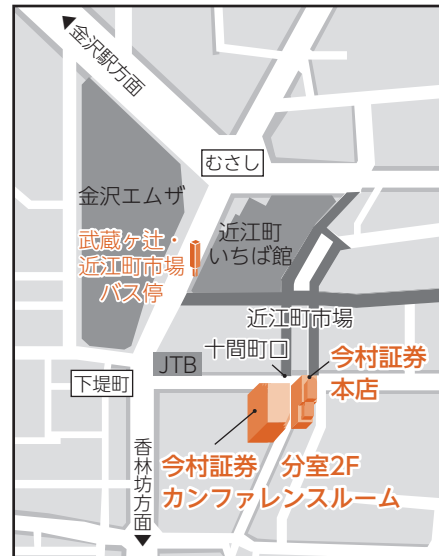 金沢駅方面
むさし
金沢エムザ
近江町
いちば館
武蔵ヶ辻・
近江町市場
バス停
近江町市場
十間町口
JTB
今村証券
本店
下堤町
香林坊方面
今村証券 分室2F
カンファレンスルーム